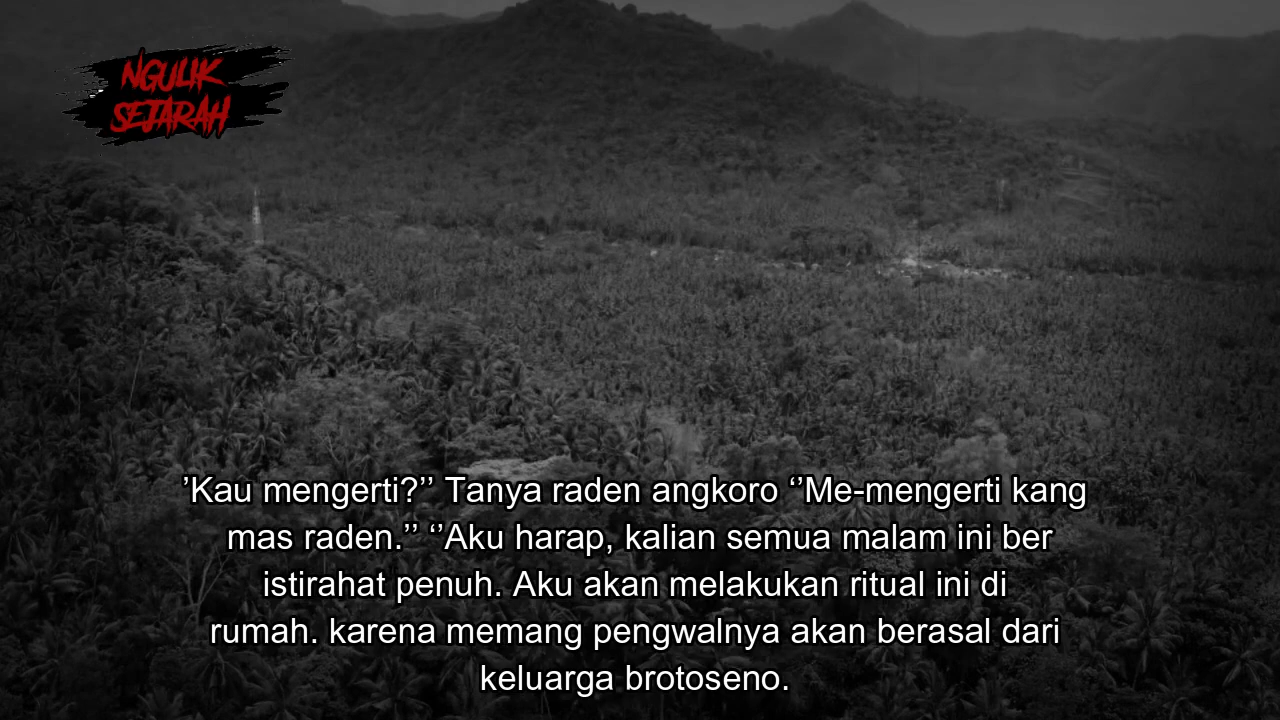 NGULIK
SEJARAH
’Kau mengerti?’’ Tanya raden angkoro ‘’Me-mengerti kang
mas raden.’’ ‘’Aku harap, kalian semua malam ini ber
istirahat penuh. Aku akan melakukan ritual ini di
rumah. karena memang pengwalnya akan berasal dari
keluarga brotoseno.